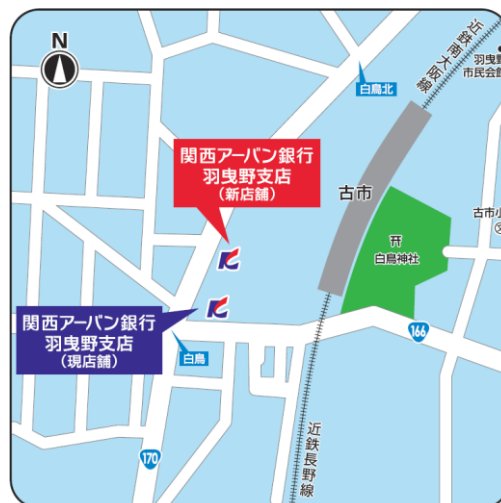 N
近鉄南大阪線
羽曳野
市民会館
白鳥北
関西アーバン銀行
羽曳野支店
(新店舗)
古市
古市小
文
白鳥神社
関西アーバン銀行
羽曳野支店
(現店舗)
白鳥
166
近鉄長野線
170